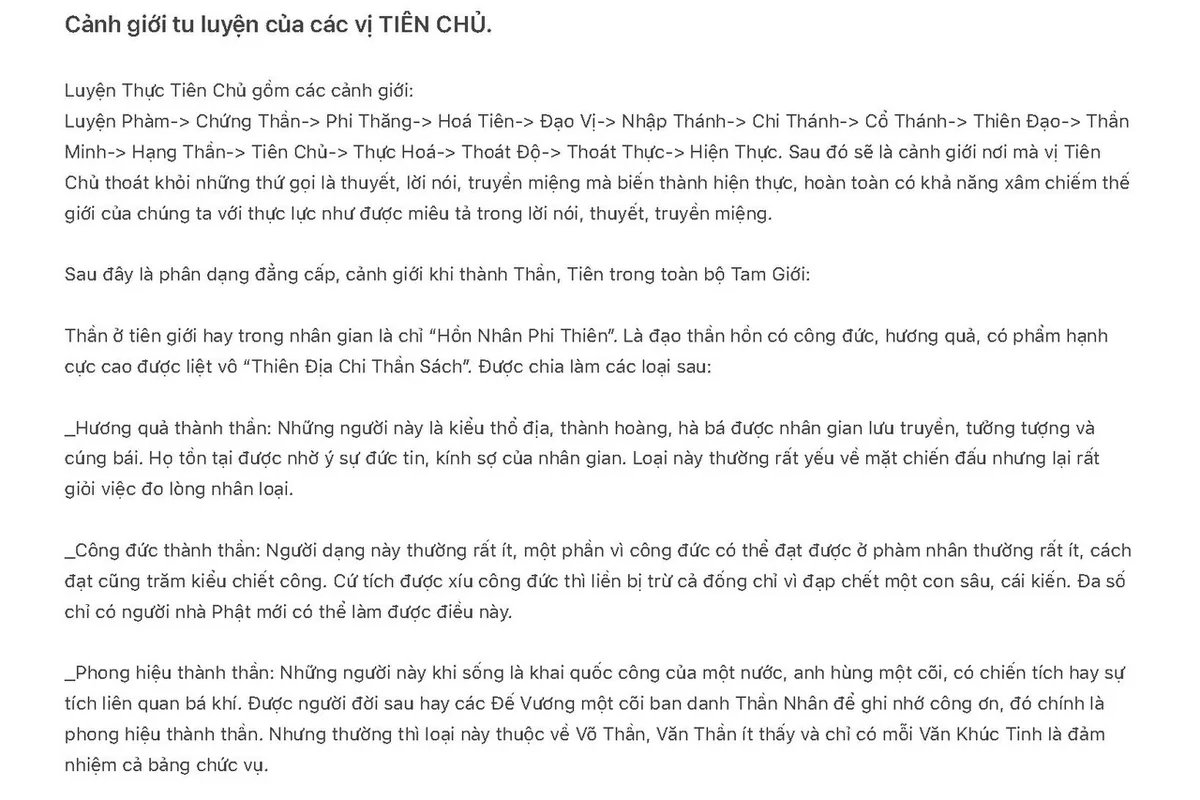 Cảnh giới tu luyện của các vị TIÊN CHỦ.
Luyện Thực Tiên Chủ gồm các cảnh giới:
Luyện Phàm-> Chứng Thần-> Phi Thăng-> Hoá Tiên-> Đạo Vị-> Nhập Thánh-> Chi Thánh-> Cổ Thánh-> Thiên Đạo-> Thần
Minh-> Hạng Thần-> Tiên Chủ-> Thực Hoá-> Thoát Độ-> Thoát Thực-> Hiện Thực. Sau đó sẽ là cảnh giới nơi mà vị Tiên
Chủ thoát khỏi những thứ gọi là thuyết, lời nói, truyền miệng mà biến thành hiện thực, hoàn toàn có khả năng xâm chiếm thế
giới của chúng ta với thực lực như được miêu tả trong lời nói, thuyết, truyền miệng.
Sau đây là phân dạng đẳng cấp, cảnh giới khi thành Thần, Tiên trong toàn bộ Tam Giới:
Thần ở tiên giới hay trong nhân gian là chỉ “Hồn Nhân Phi Thiên”. Là đạo thần hồn có công đức, hương quả, có phẩm hạnh
cực cao được liệt vô “Thiên Địa Chi Thần Sách”. Được chia làm các loại sau:
_Hương quả thành thần: Những người này là kiểu thổ địa, thành hoàng, hà bá được nhân gian lưu truyền, tưởng tượng và
cúng bái. Họ tồn tại được nhờ ý sự đức tin, kính sợ của nhân gian. Loại này thường rất yếu về mặt chiến đấu nhưng lại rất
giỏi việc đo lòng nhân loại.
_Công đức thành thần: Người dạng này thường rất ít, một phần vì công đức có thể đạt được ở phàm nhân thường rất ít, cách
đạt cũng trăm kiểu chiết công. Cứ tích được xíu công đức thì liền bị trừ cả đống chỉ vì đạp chết một con sâu, cái kiến. Đa số
chỉ có người nhà Phật mới có thể làm được điều này.
_Phong hiệu thành thần: Những người này khi sống là khai quốc công của một nước, anh hùng một cõi, có chiến tích hay sự
tích liên quan bá khí. Được người đời sau hay các Đế Vương một cõi ban danh Thần Nhân để ghi nhớ công ơn, đó chính là
phong hiệu thành thần. Nhưng thường thì loại này thuộc về Võ Thần, Văn Thần ít thấy và chỉ có mỗi Văn Khúc Tinh là đảm
nhiệm cả bảng chức vụ.